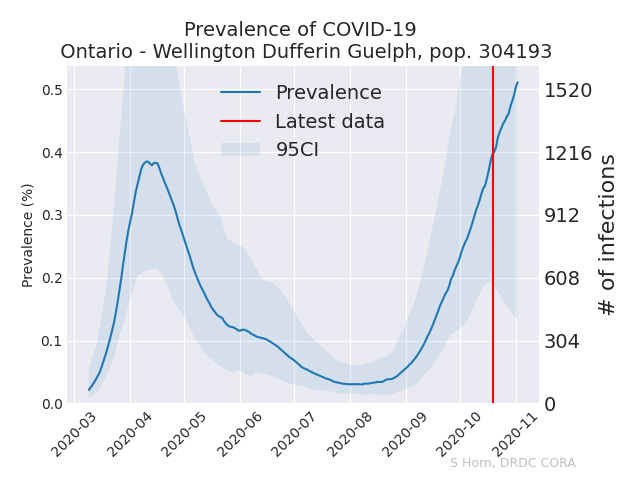 Prevalence of COVID-19
Ontario - Wellington Dufferin Guelph, pop. 304193
Prevalence
Latest data
95CI
Prevalence (%)
0.5
0.4
0.3
0.2
0.1
0.0
1520
1216
912
608
304
0
# of infections
2020-03
2020-04
2020-05
2020-06
2020-07
2020-08
2020-09
2020-10
2020-11
S Horn, DRDC CORA